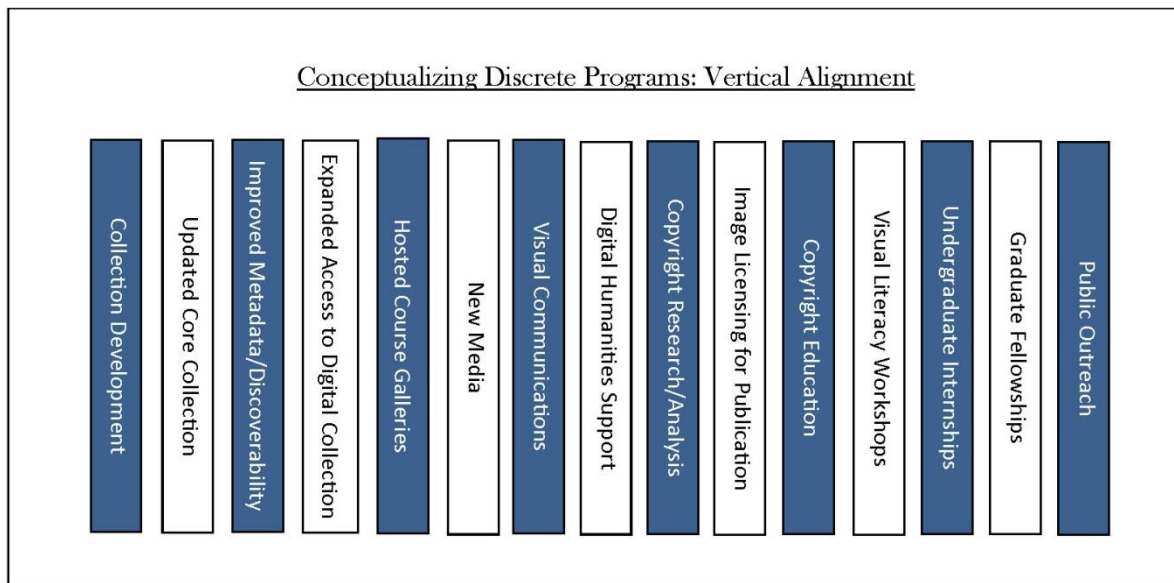 Conceptualizing Discrete Programs: Vertical Alignment
Collection Development
Updated Core Collection
Improved Metadata/Discoverability
Expanded Access to Digital Collection
Hosted Course Galleries
New Media
Visual Communications
Digital Humanities Support
Copyright Research/Analysis
Image Licensing for Publication
Copyright Education
Visual Literacy Workshops
Undergraduate Internships
Graduate Fellowships
Public Outreach